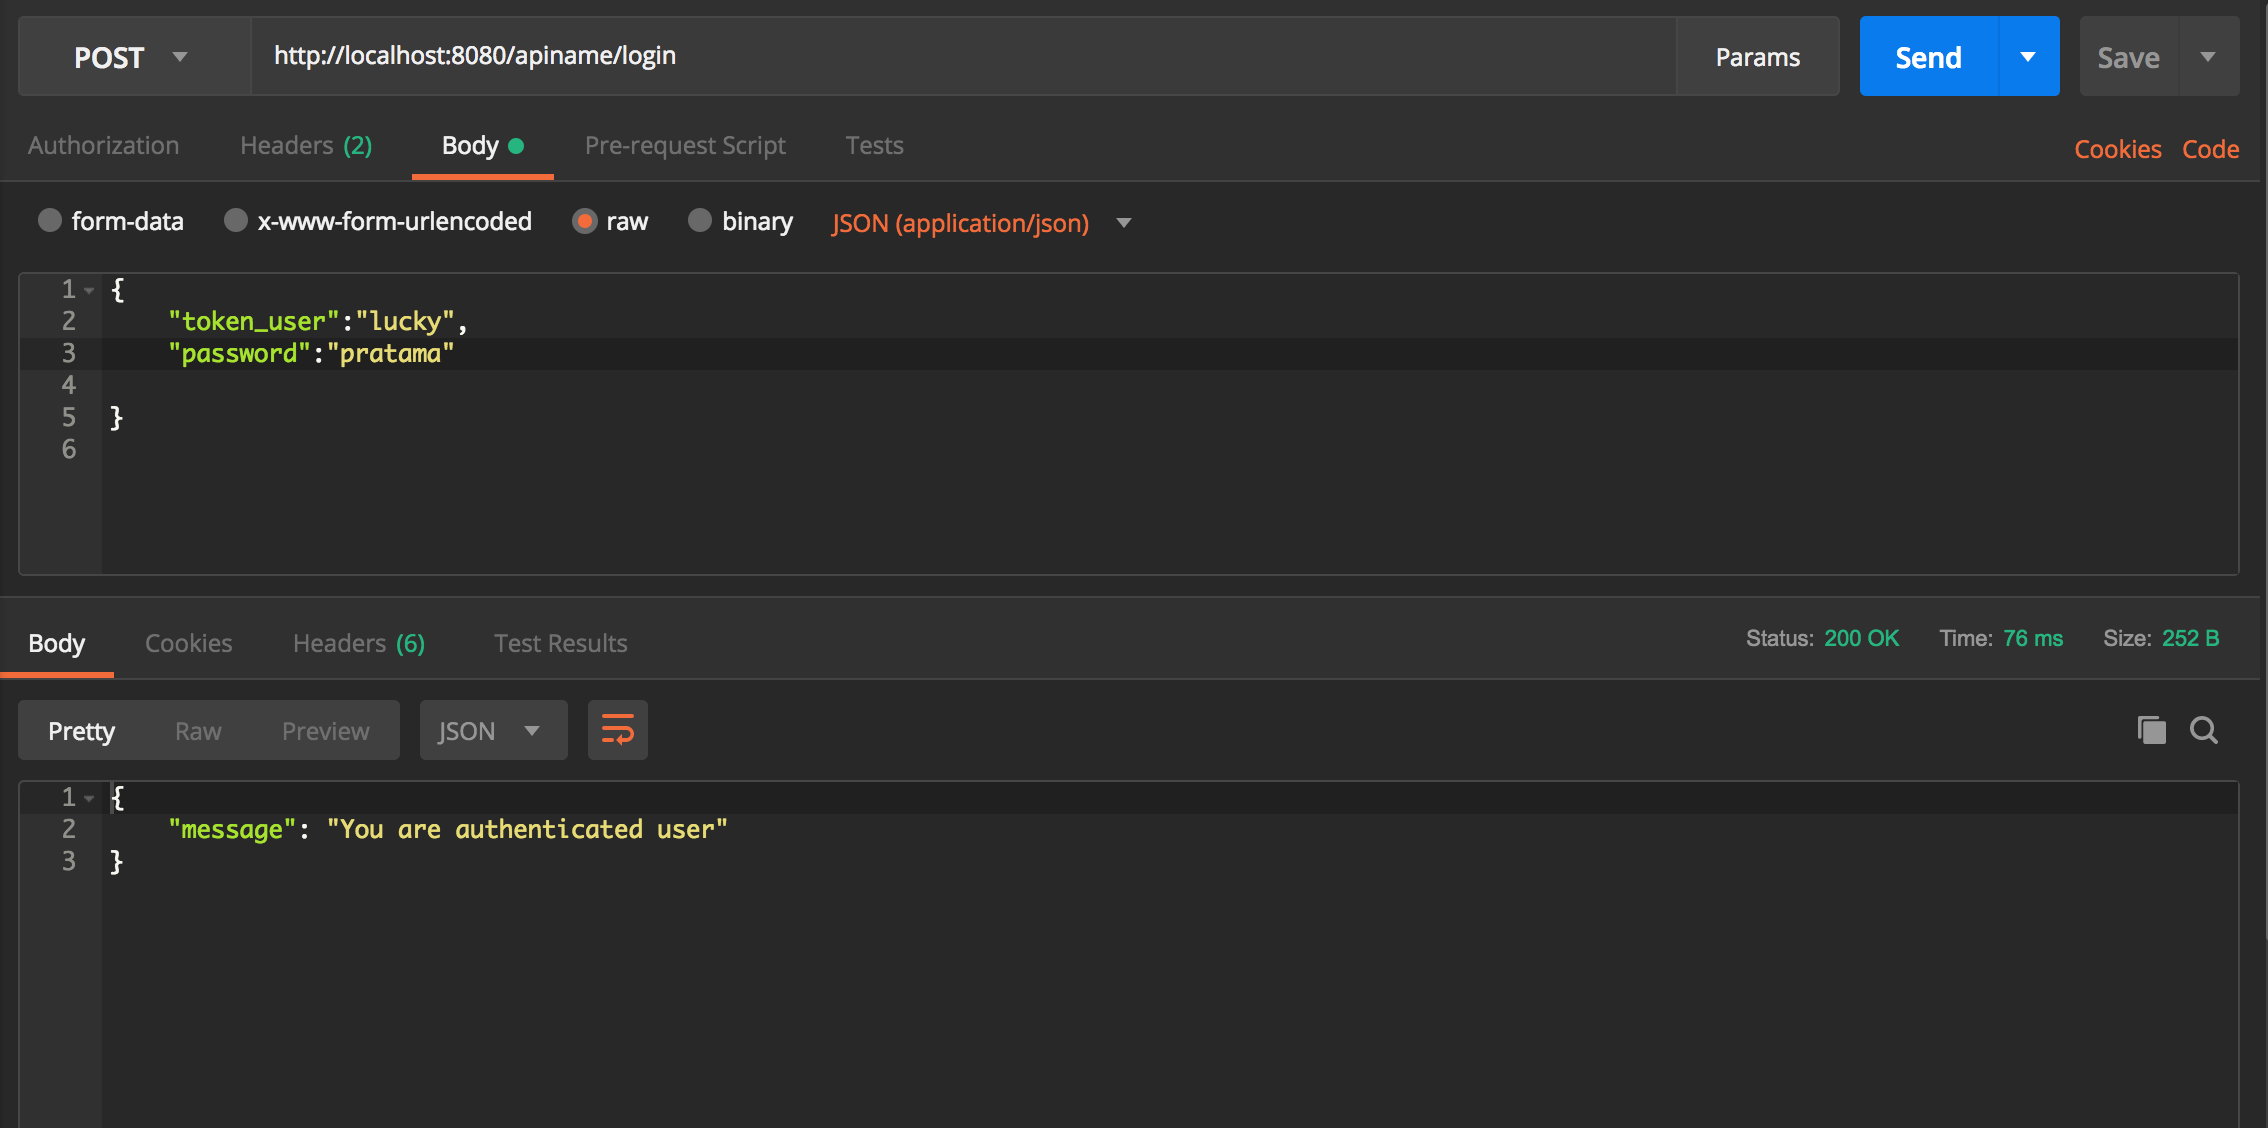 POST http://localhost:8080/apiname/login Params Send Save
Authorization Headers (2) Body Pre-request Script Tests Cookies Code
form-data x-www-form-urlencoded raw binary JSON (application/json)
1 {
2 "token_user":"lucky",
3 "password":"pratama"
4
5 }
6
Body Cookies Headers (6) Test Results Status: 200 OK Time: 76 ms Size: 252 B
Pretty Raw Preview JSON
1 {
2 "message": "You are authenticated user"
3 }